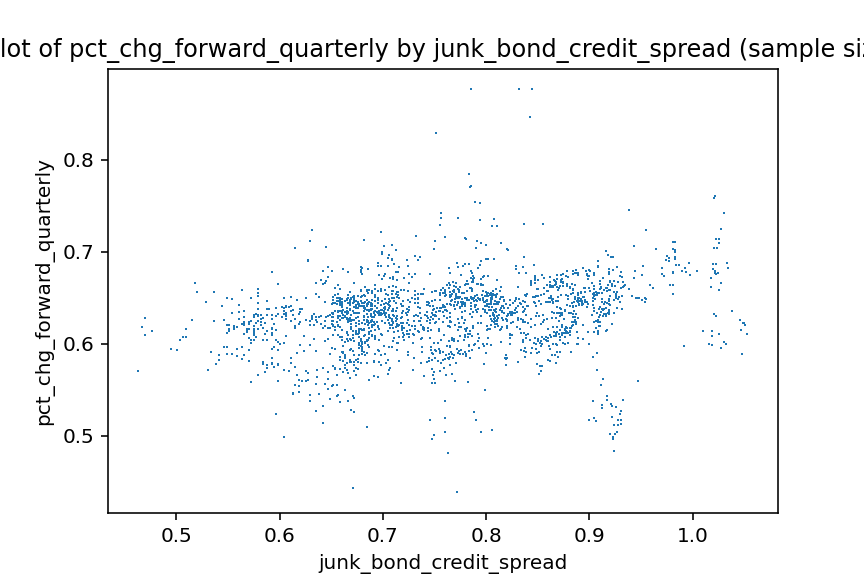 lot of pct_chg_forward_quarterly by junk_bond_credit_spread (sample si
pct_chg_forward_quarterly
0.8
0.7
0.6
0.5
0.5 0.6 0.7 0.8 0.9 1.0
junk_bond_credit_spread